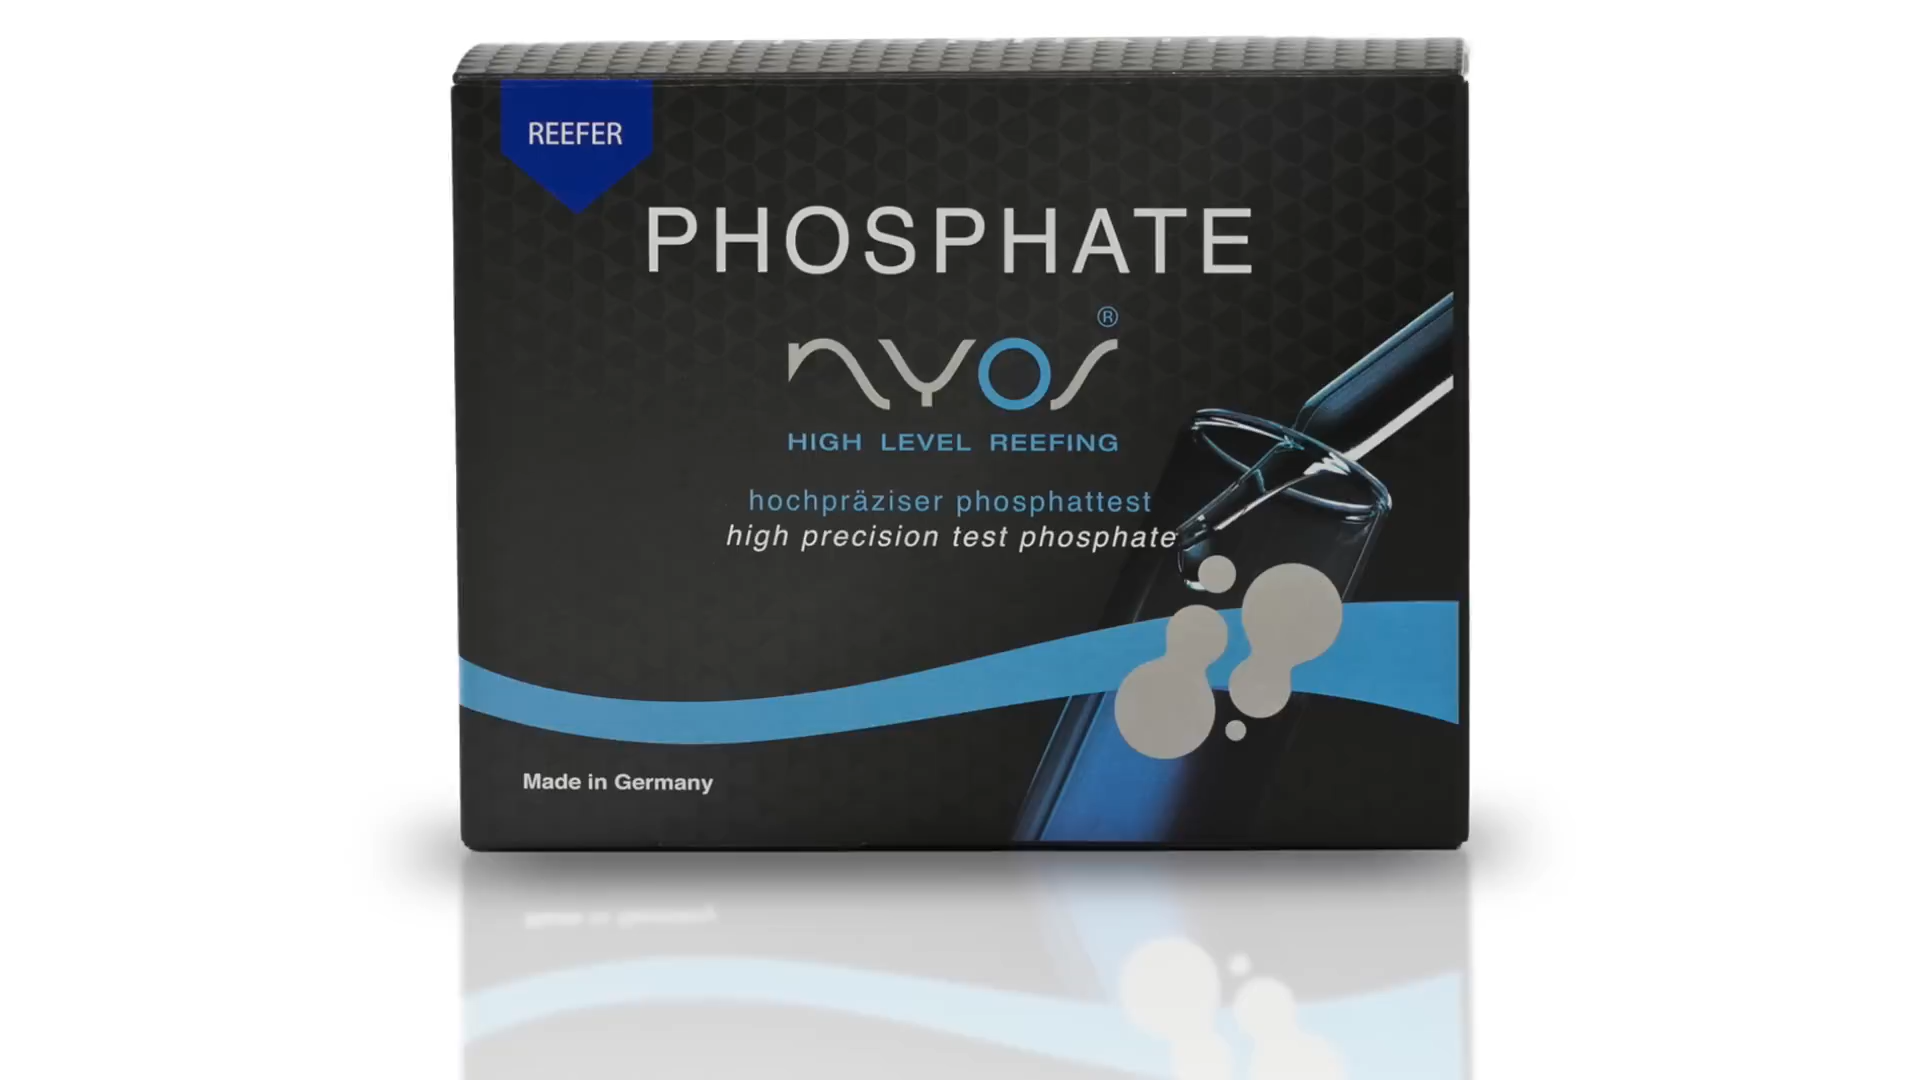 REEFER
PHOSPHATE
nyos®
HIGH LEVEL REEFING
hochpräziser phosphattest
high precision test phosphate
Made in Germany